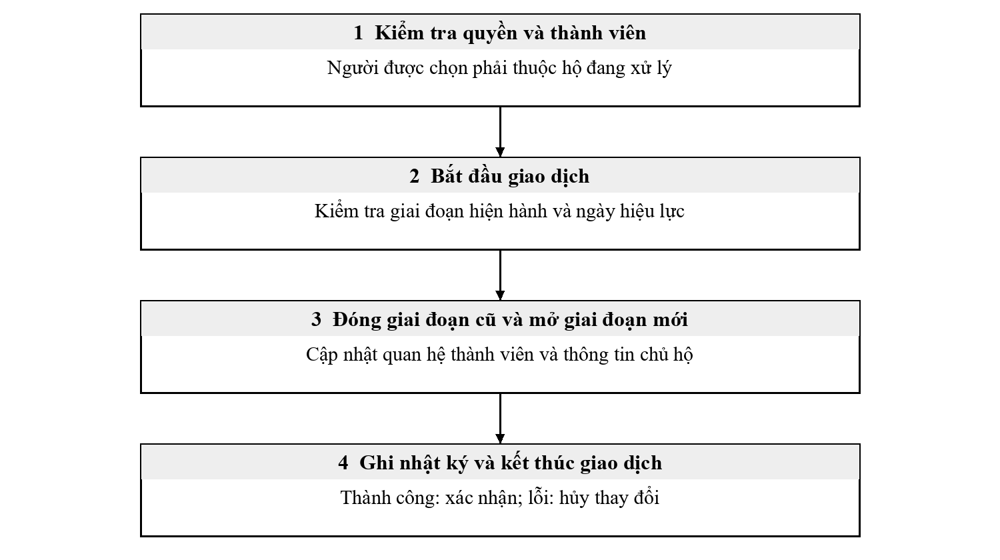 1 Kiểm tra quyền và thành viên
Người được chọn phải thuộc hộ đang xử lý
2 Bắt đầu giao dịch
Kiểm tra giai đoạn hiện hành và ngày hiệu lực
3 Đóng giai đoạn cũ và mở giai đoạn mới
Cập nhật quan hệ thành viên và thông tin chủ hộ
4 Ghi nhật ký và kết thúc giao dịch
Thành công: xác nhận; lỗi: hủy thay đổi